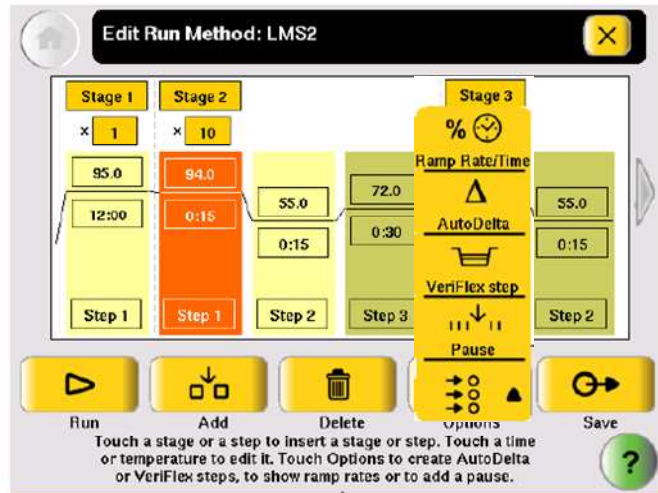 Edit Run Method: LMS2
Stage 1
Stage 2
Stage 3
× 1
× 10
% 
Ramp Rate/Time
AutoDelta
VeriFlex step
Pause
95.0
12:00
Step 1
94.0
0:15
Step 1
55.0
0:15
Step 2
72.0
0:30
Step 3
55.0
0:15
Step 2
Run
Add
Delete
Options
Save
Touch a stage or a step to insert a stage or step. Touch a time
or temperature to edit it. Touch Options to create AutoDelta
or VeriFlex steps, to show ramp rates or to add a pause.
?